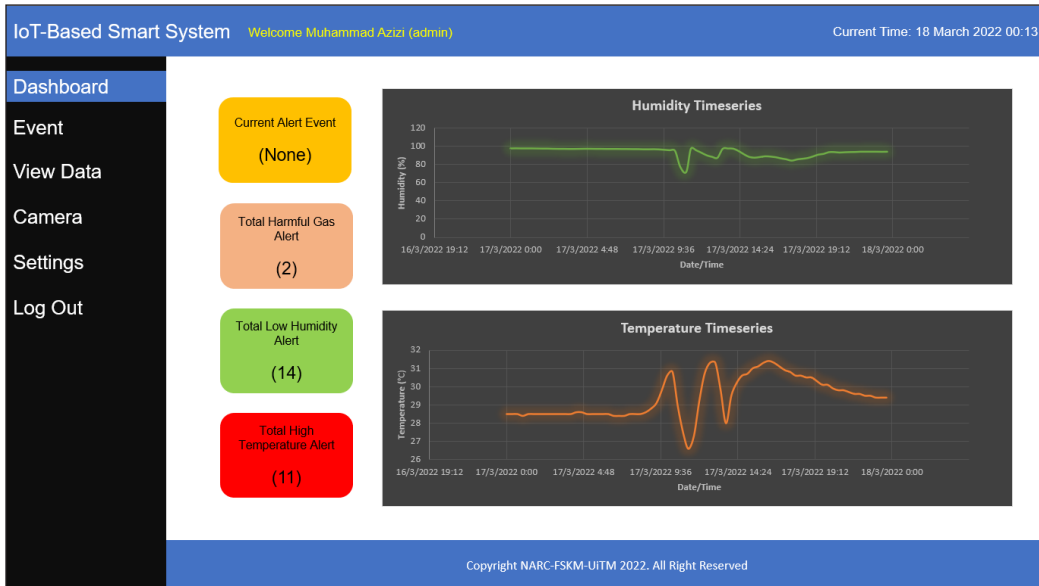 IoT-Based Smart System
Welcome Muhammad Azizi (admin)
Current Time: 18 March 2022 00:13
Dashboard
Event
View Data
Camera
Settings
Log Out
Current Alert Event
(None)
Total Harmful Gas
Alert
(2)
Total Low Humidity
Alert
(14)
Total High
Temperature Alert
(11)
Humidity Timeseries
Humidity (%)
120
100
80
60
40
20
0
16/3/2022 19:12 17/3/2022 0:00 17/3/2022 4:48 17/3/2022 9:36 17/3/2022 14:24 17/3/2022 19:12 18/3/2022 0:00
Date/Time
Temperature Timeseries
Temperature (°C)
32
31
30
29
28
27
26
16/3/2022 19:12 17/3/2022 0:00 17/3/2022 4:48 17/3/2022 9:36 17/3/2022 14:24 17/3/2022 19:12 18/3/2022 0:00
Date/Time
Copyright NARC-FSKM-UiTM 2022. All Right Reserved